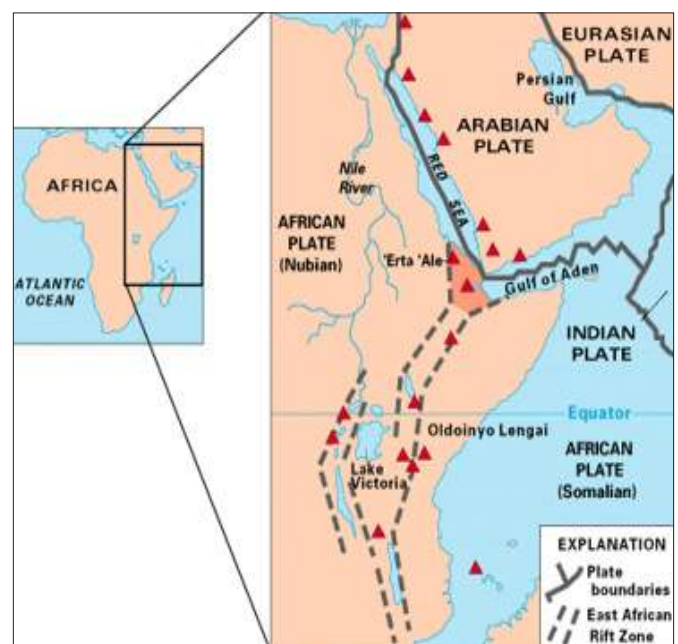 AFRICA
ATLANTIC
OCEAN
EURASIAN
PLATE
Persian
Gulf
ARABIAN
PLATE
Nile
River
RED
SEA
AFRICAN
PLATE
(Nubian)
'Erta 'Ale
Gulf of Aden
INDIAN
PLATE
Equator
Oldoinyo Lengai
AFRICAN
PLATE
(Somalian)
Lake
Victoria
EXPLANATION
Plate
boundaries
East African
Rift Zone